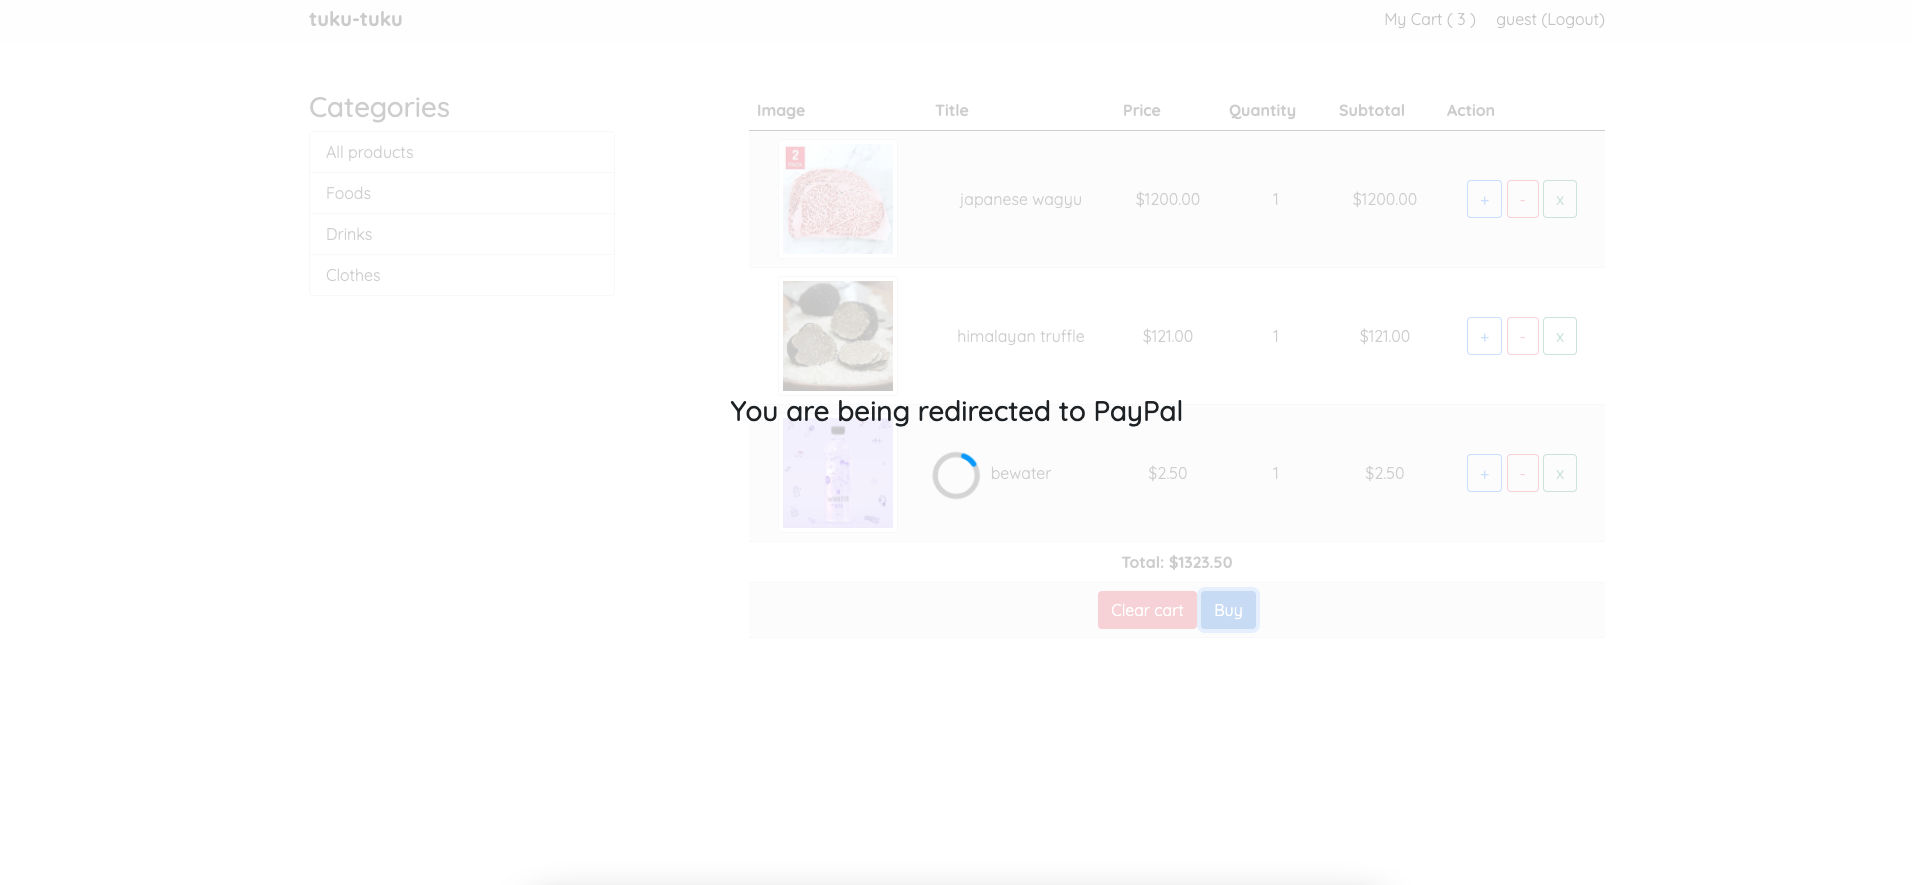 tuku-tuku My Cart ( 3 ) guest (Logout)
Categories
All products
Foods
Drinks
Clothes
Image Title Price Quantity Subtotal Action
2
japanese wagyu $1200.00 1 $1200.00 + - x
himalayan truffle $121.00 1 $121.00 + - x
You are being redirected to PayPal
bewater $2.50 1 $2.50 + - x
Total: $1323.50
Clear cart Buy